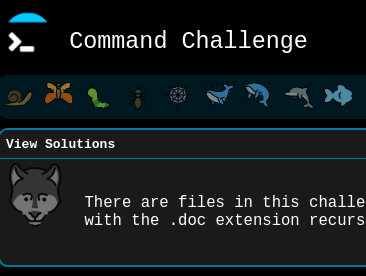 Command Challenge
View Solutions
There are files in this challe
with the .doc extension recurs